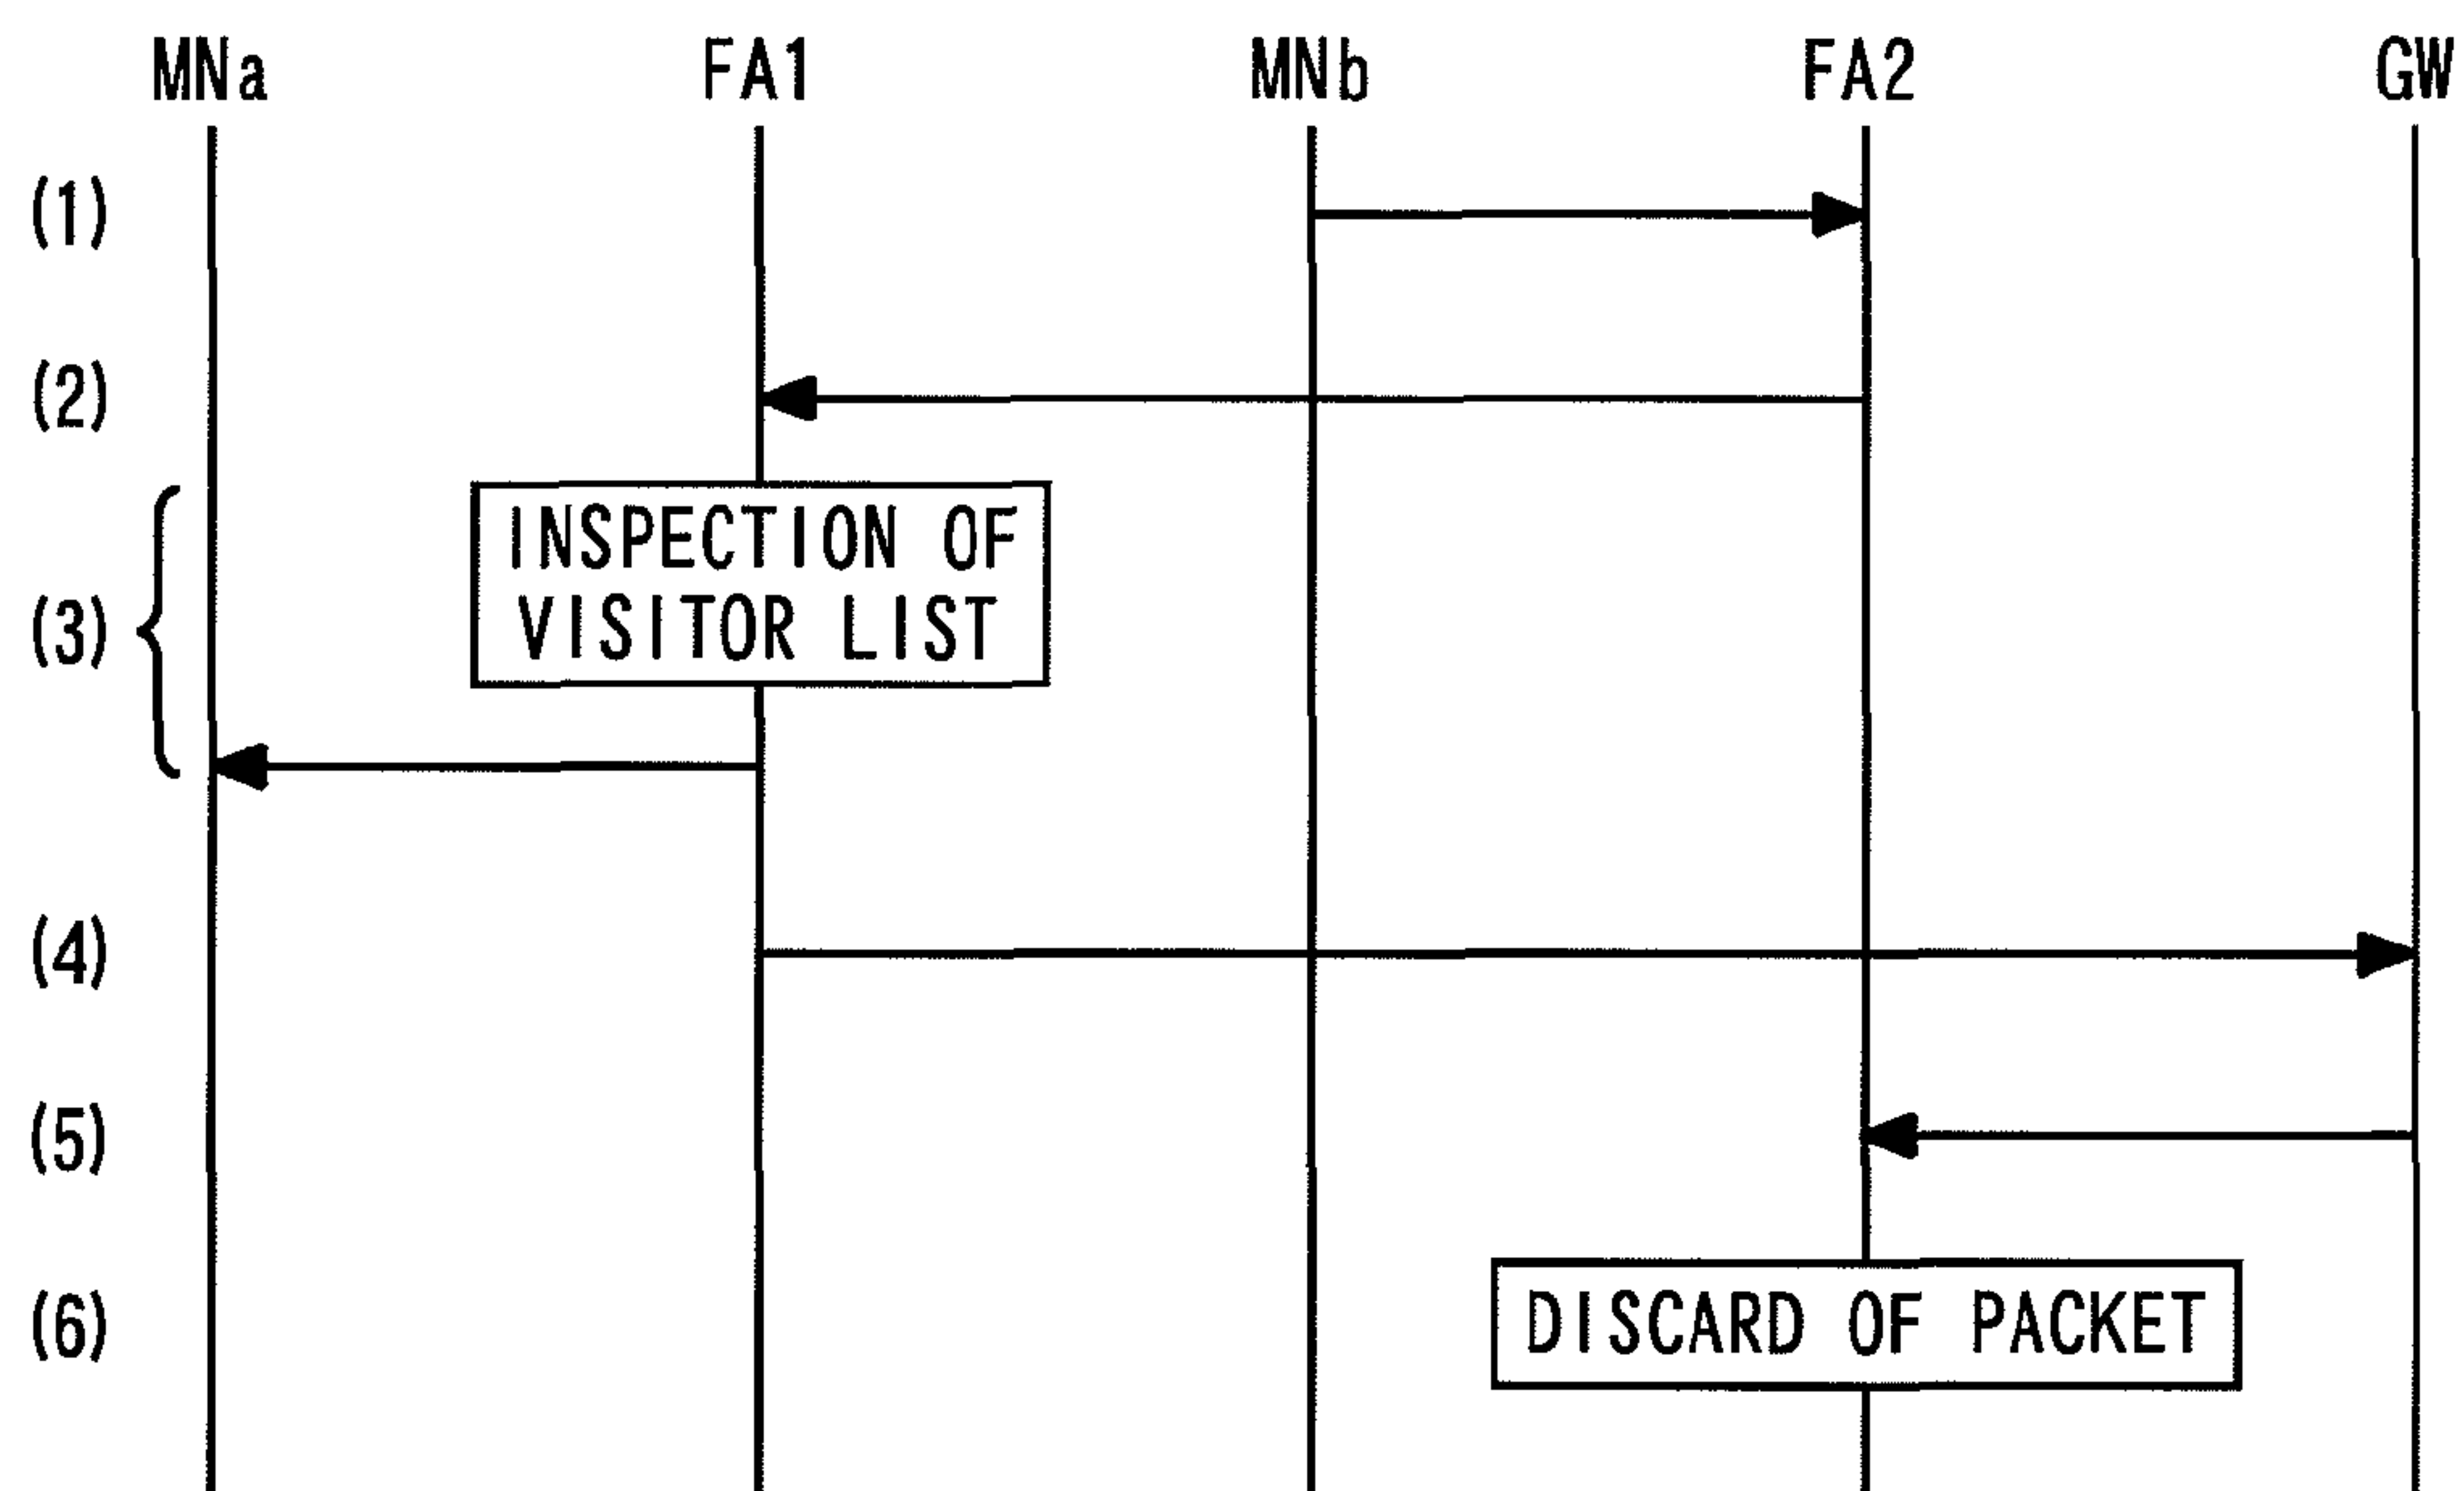 MNa FA1 MNb FA2 GW
(1)
(2)
INSPECTION OF
VISITOR LIST
(3)
(4)
(5)
(6) DISCARD OF PACKET